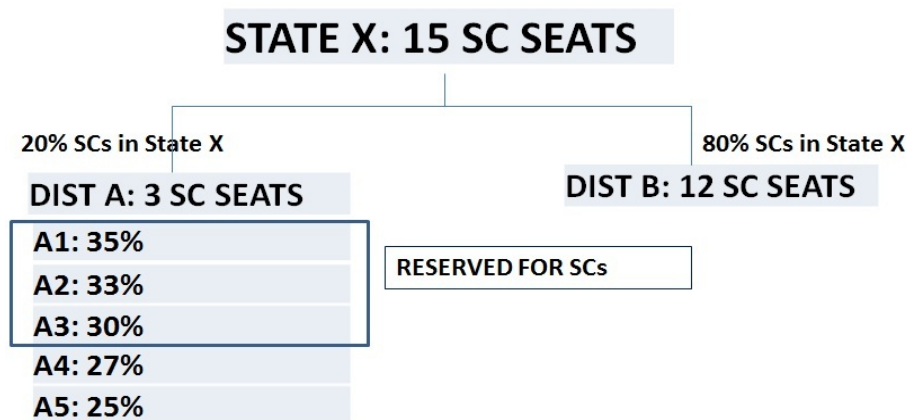 STATE X: 15 SC SEATS
20% SCs in State X
80% SCs in State X
DIST A: 3 SC SEATS
DIST B: 12 SC SEATS
A1: 35%
A2: 33%
A3: 30%
A4: 27%
A5: 25%
RESERVED FOR SCs